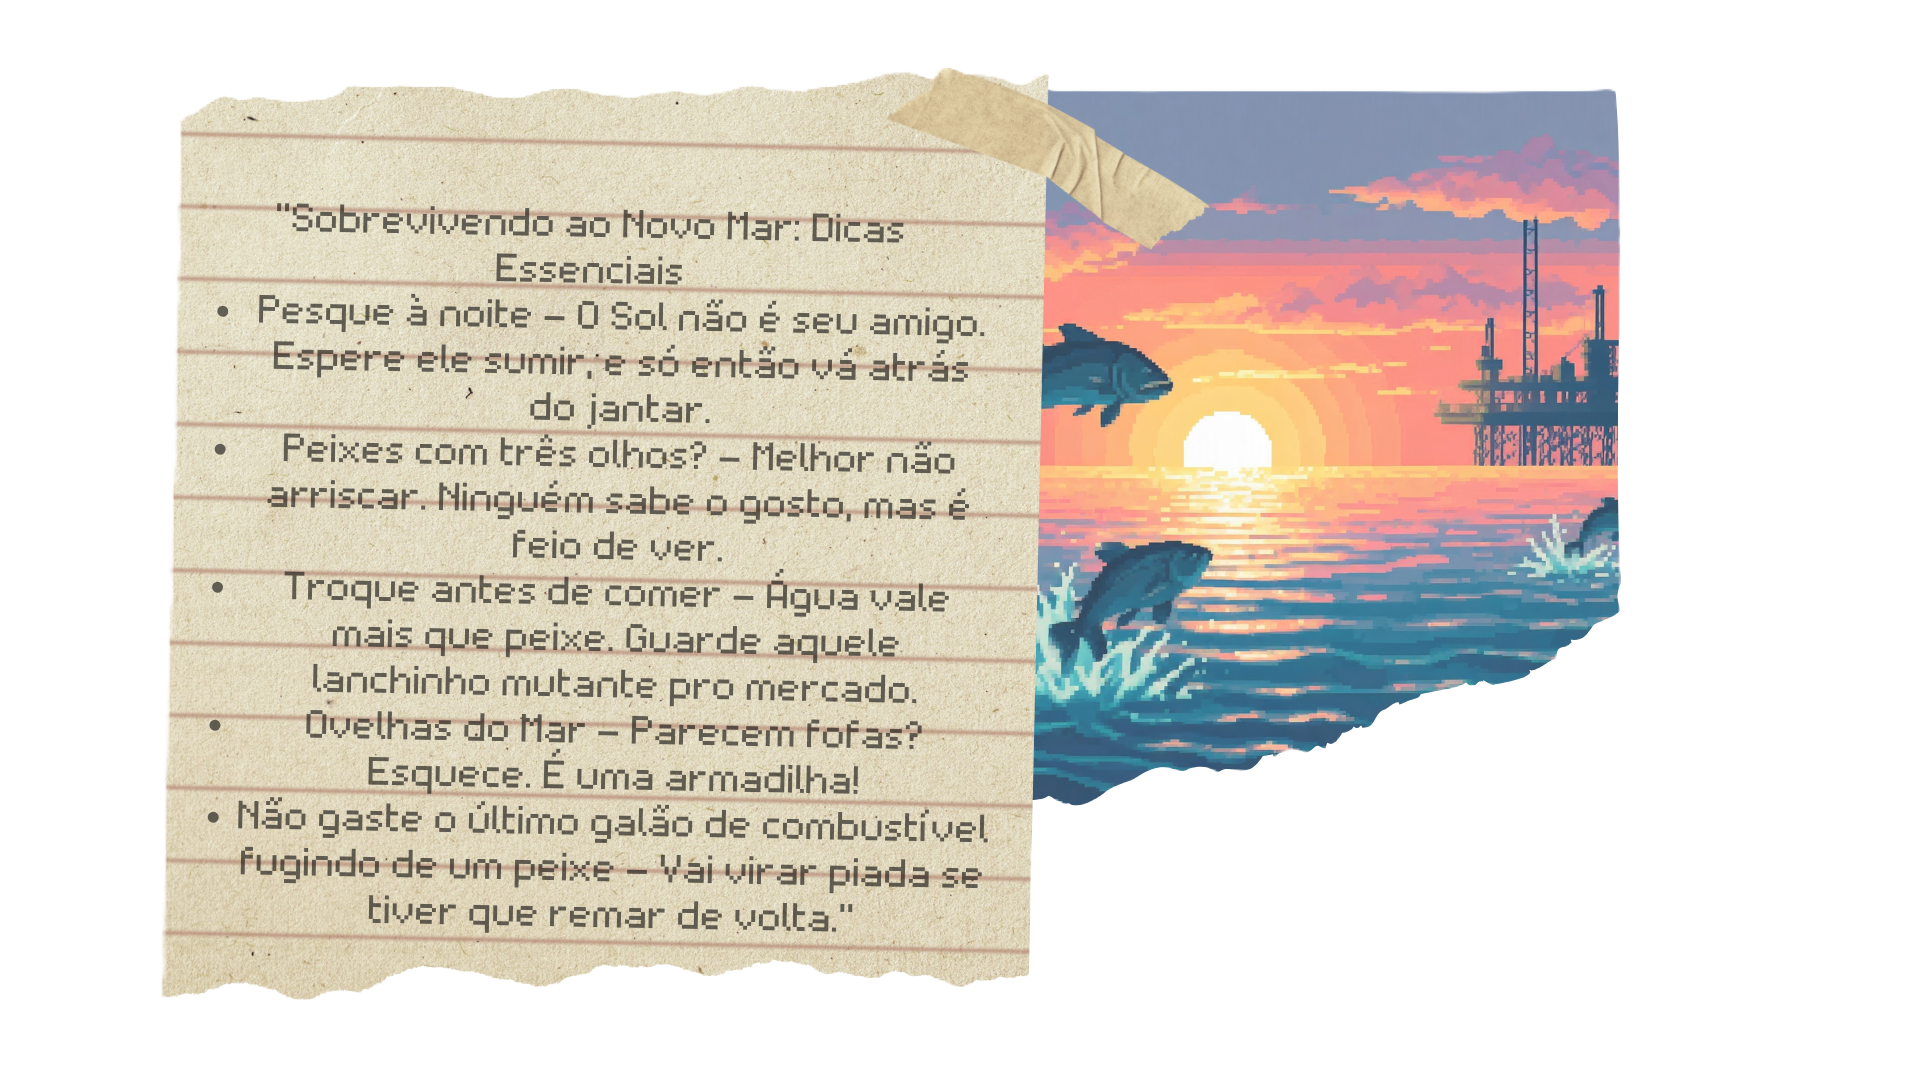 "Sobrevivendo ao Novo Mar: Dicas
Essenciais
• Pesque à noite – O Sol não é seu amigo.
Espere ele sumir, e só então vá atrás
do jantar.
• Peixes com três olhos? – Melhor não
arriscar. Ninguém sabe o gosto, mas é
feio de ver.
• Troque antes de comer – Água vale
mais que peixe. Guarde aquele
lanchinho mutante pro mercado.
• Ovelhas do Mar – Parecem fofas?
Esquece. É uma armadilha!
• Não gaste o último galão de combustível
fugindo de um peixe – Vai virar piada se
tiver que remar de volta."